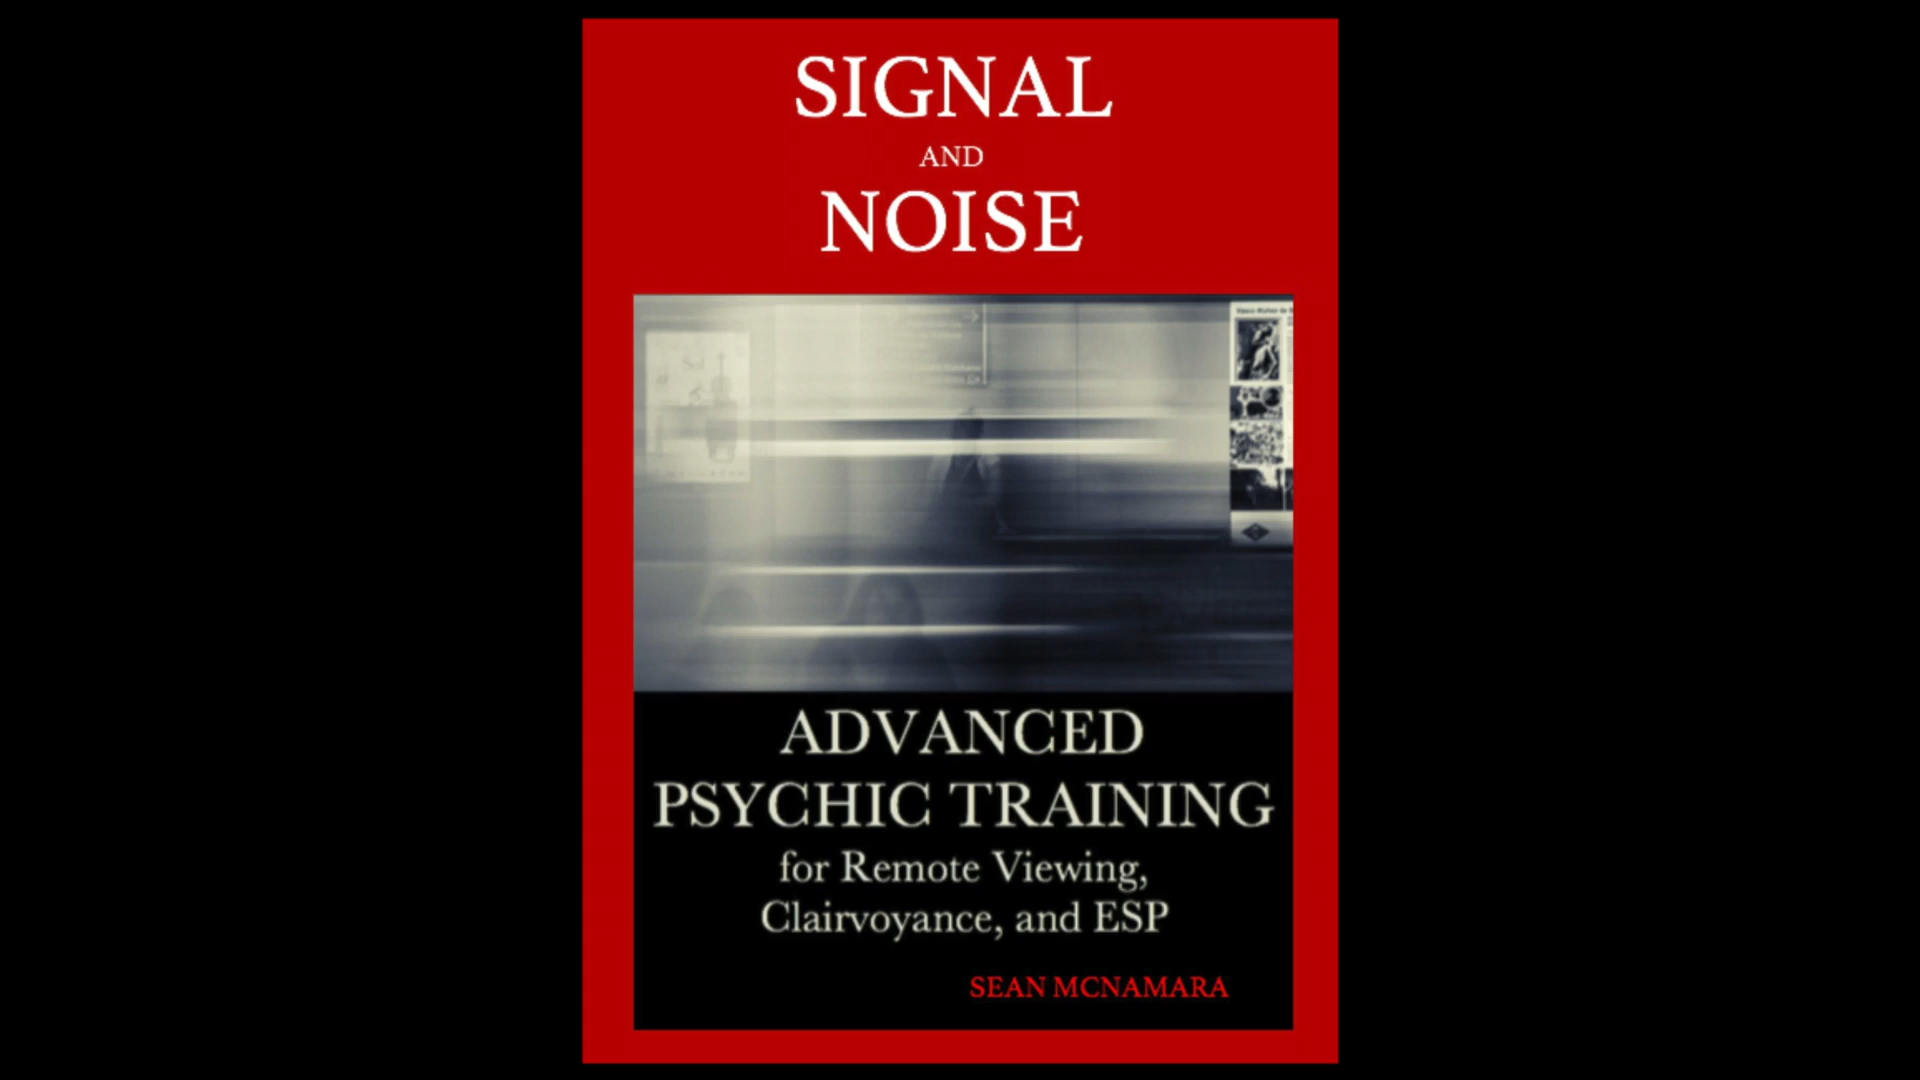 SIGNAL
AND
NOISE
ADVANCED
PSYCHIC TRAINING
for Remote Viewing,
Clairvoyance, and ESP
SEAN MCNAMARA